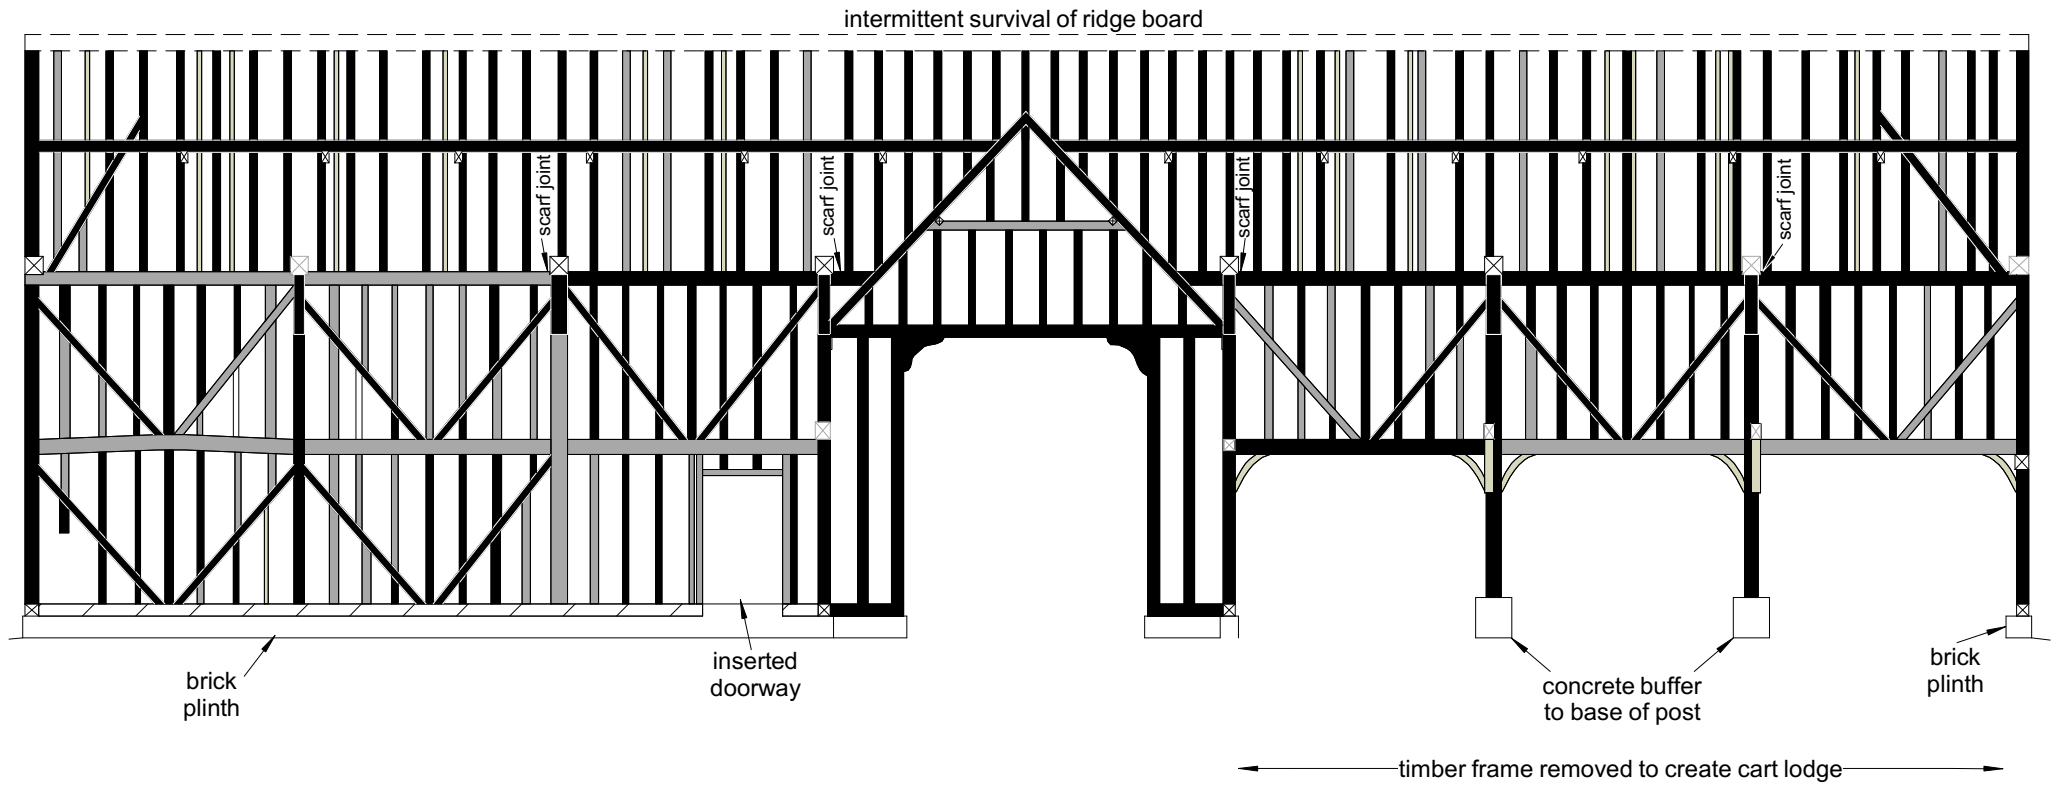 intermittent survival of ridge board
scarf joint
scarf joint
scarf joint
scarf joint
brick
plinth
inserted
doorway
concrete buffer
to base of post
brick
plinth
timber frame removed to create cart lodge